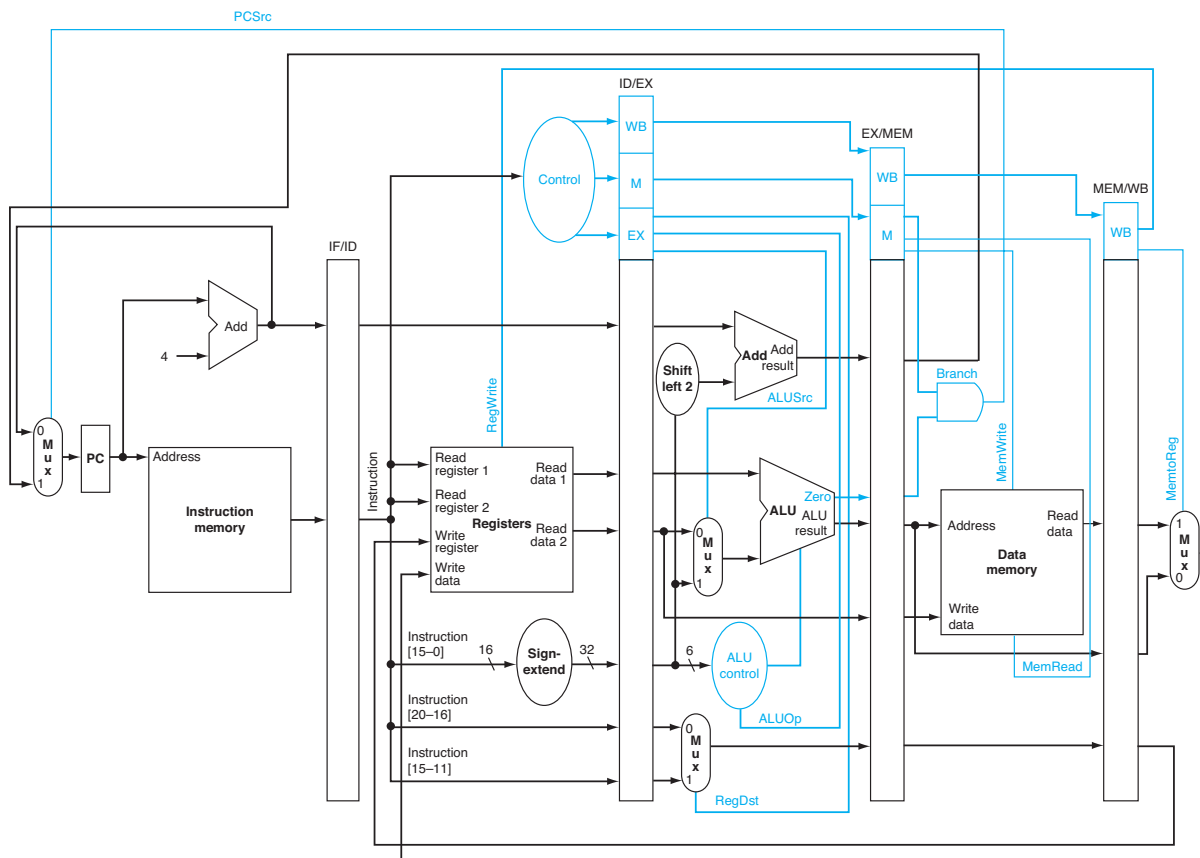 PCSrc
ID/EX
WB
EX/MEM
Control
M
WB
MEM/WB
EX
M
WB
IF/ID
Add
4
Add
Add
result
Shift
left 2
Branch
ALUSrc
RegWrite
MemWrite
MemtoReg
0
Mux
1
PC
Address
Instruction
memory
Instruction
Read
register 1
Read
data 1
Read
register 2
Registers
Read
data 2
Write
register
Write
data
0
Mux
1
Zero
ALU
ALU
result
Address
Read
data
Data
memory
Write
data
1
Mux
0
Instruction
[15–0]
16
Sign-
extend
32
6
ALU
control
MemRead
Instruction
[20–16]
ALUOp
0
Mux
1
Instruction
[15–11]
RegDst